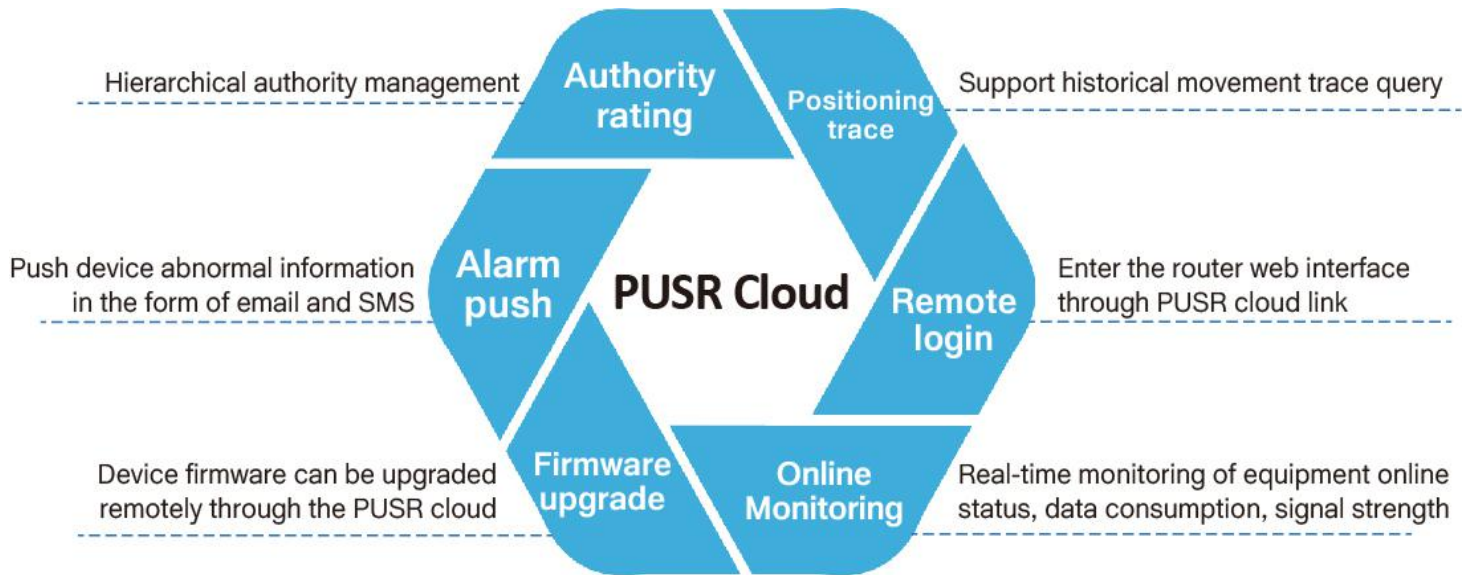 Hierarchical authority management
Authority
rating
Positioning
trace
Support historical movement trace query
Push device abnormal information
in the form of email and SMS
Alarm
push
PUSR Cloud
Remote
login
Enter the router web interface
through PUSR cloud link
Device firmware can be upgraded
remotely through the PUSR cloud
Firmware
upgrade
Online
Monitoring
Real-time monitoring of equipment online
status, data consumption, signal strength